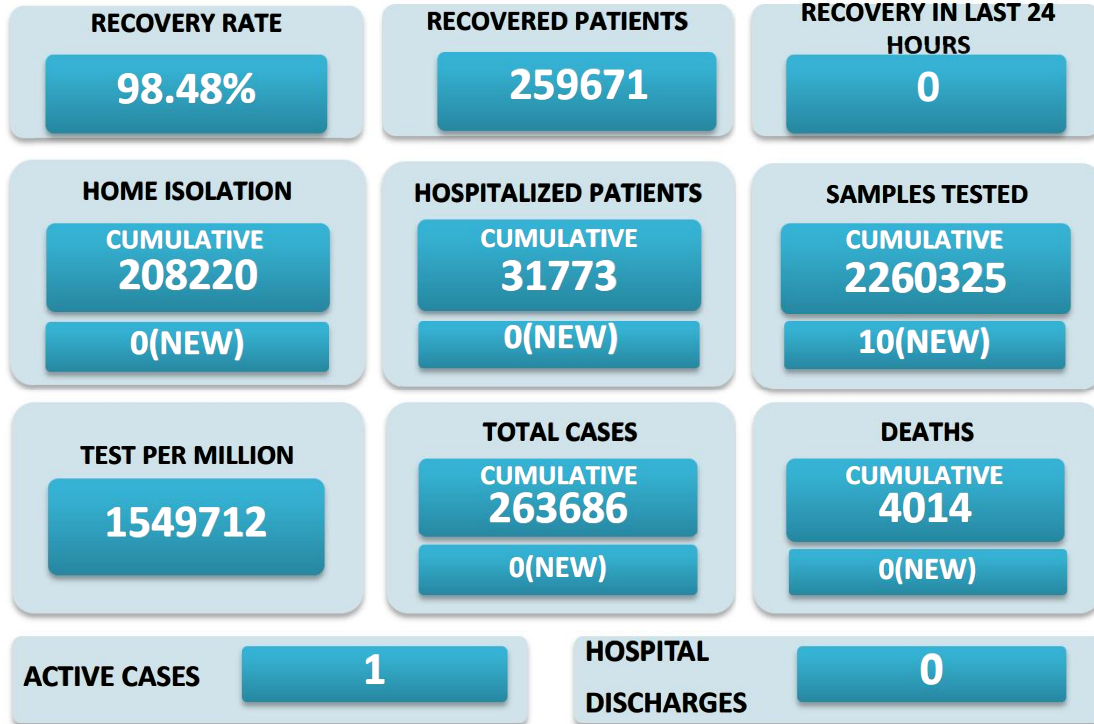 RECOVERY RATE
98.48%
RECOVERED PATIENTS
259671
RECOVERY IN LAST 24
HOURS
0
HOME ISOLATION
CUMULATIVE
208220
0(NEW)
HOSPITALIZED PATIENTS
CUMULATIVE
31773
0(NEW)
SAMPLES TESTED
CUMULATIVE
2260325
10(NEW)
TEST PER MILLION
1549712
TOTAL CASES
CUMULATIVE
263686
0(NEW)
DEATHS
CUMULATIVE
4014
0(NEW)
ACTIVE CASES
1
HOSPITAL
DISCHARGES
0